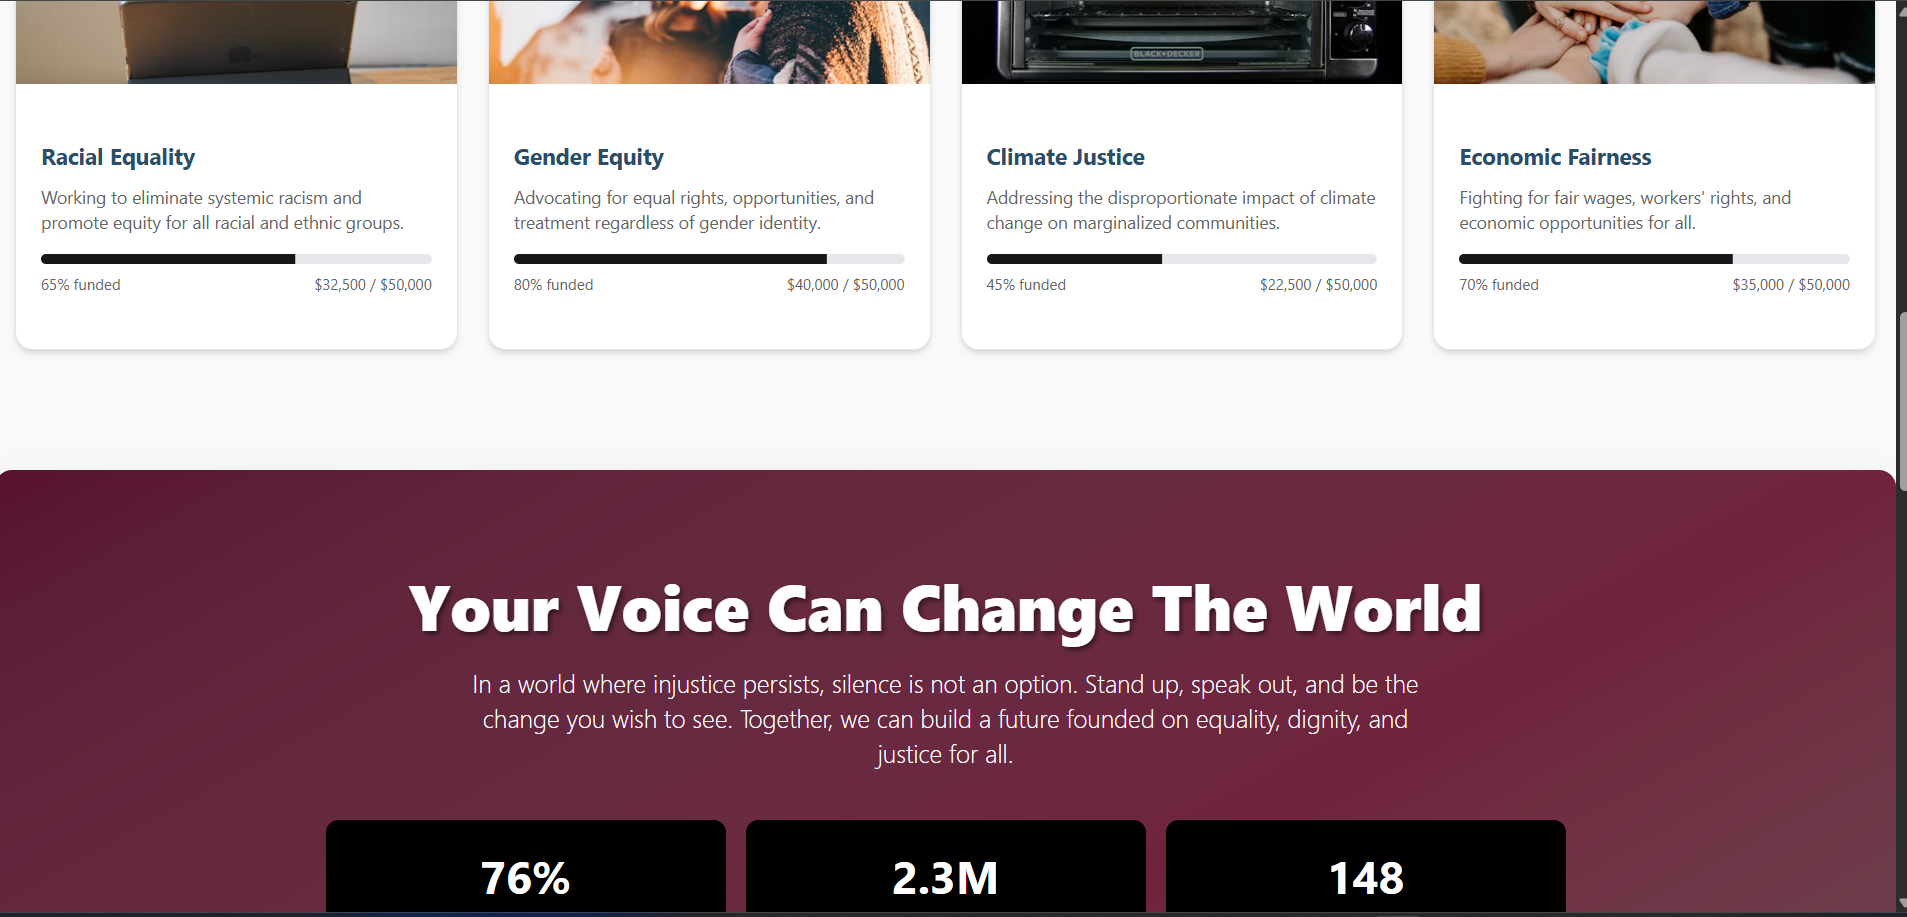 BLACK+DECKER
Racial Equality
Working to eliminate systemic racism and
promote equity for all racial and ethnic groups.
65% funded
$32,500 / $50,000
Gender Equity
Advocating for equal rights, opportunities, and
treatment regardless of gender identity.
80% funded
$40,000 / $50,000
Climate Justice
Addressing the disproportionate impact of climate
change on marginalized communities.
45% funded
$22,500 / $50,000
Economic Fairness
Fighting for fair wages, workers' rights, and
economic opportunities for all.
70% funded
$35,000 / $50,000
Your Voice Can Change The World
In a world where injustice persists, silence is not an option. Stand up, speak out, and be the
change you wish to see. Together, we can build a future founded on equality, dignity, and
justice for all.
76%
2.3M
148